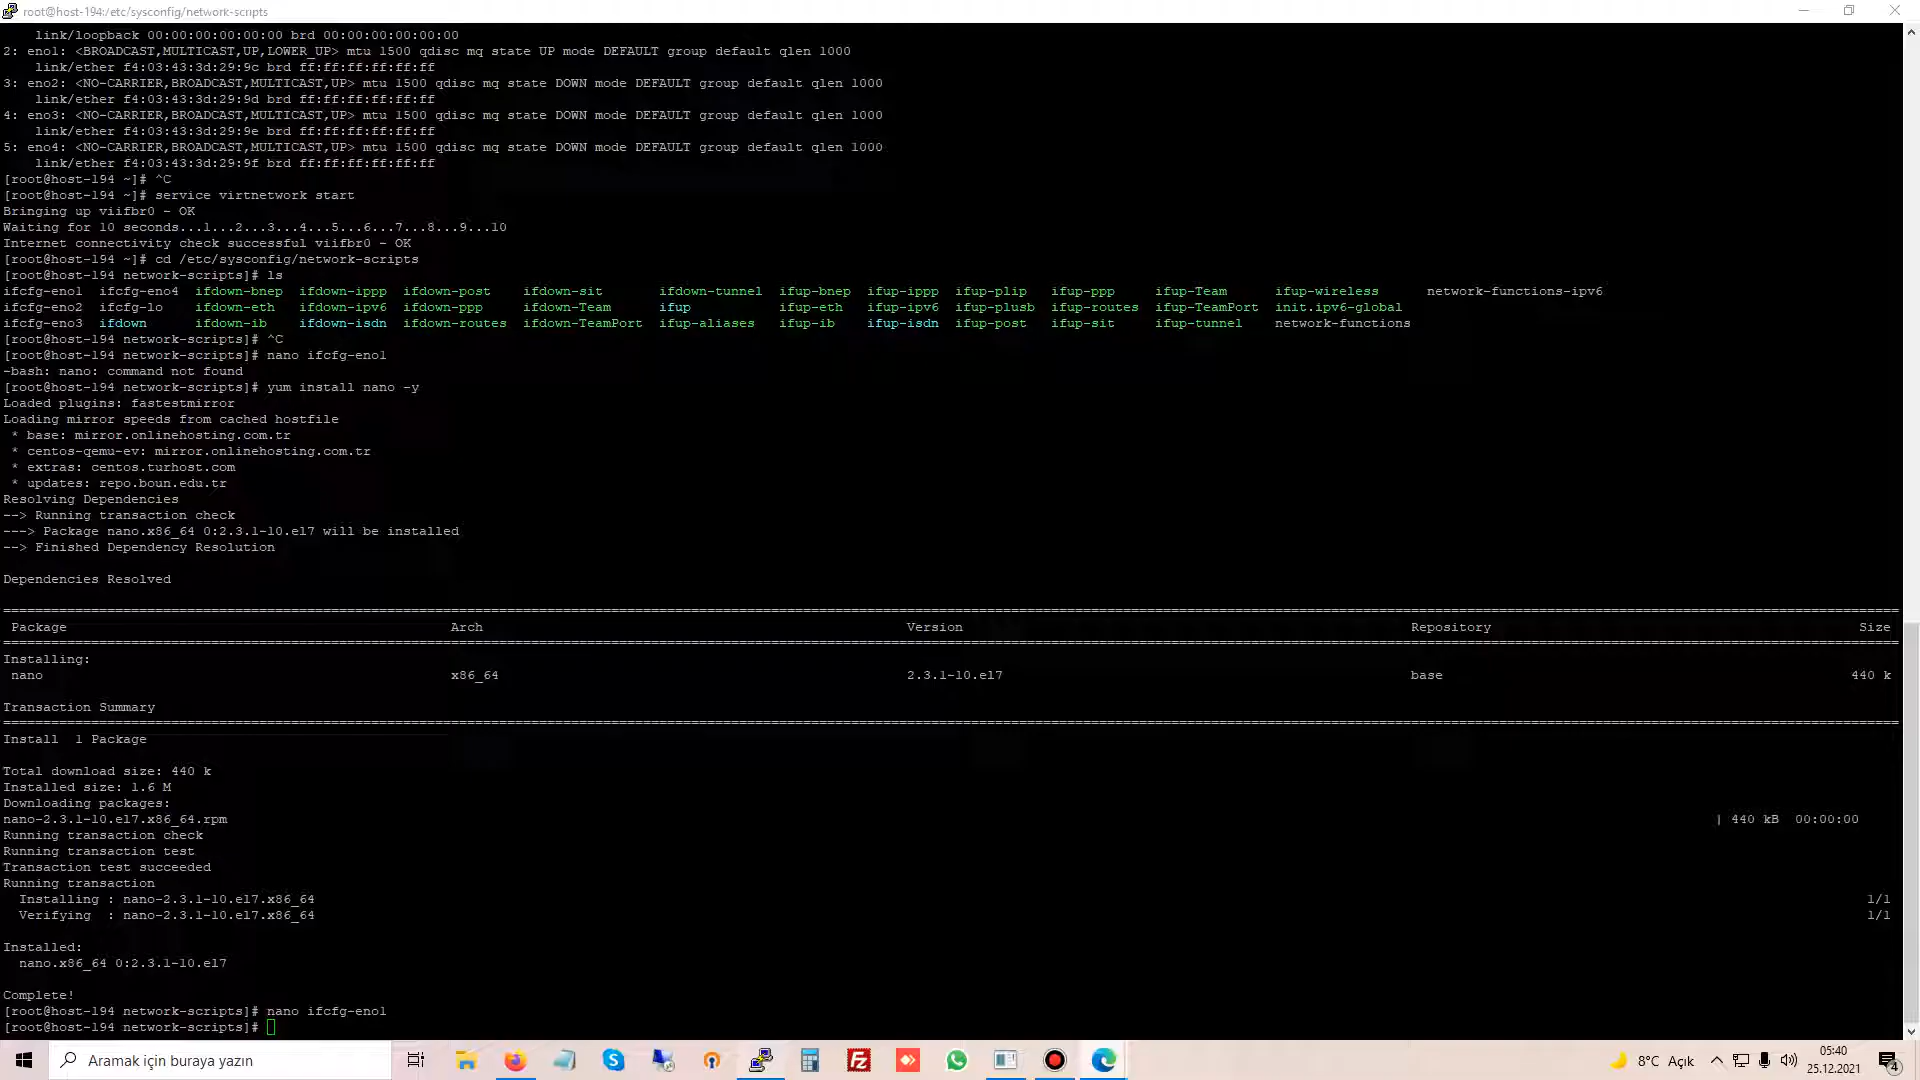 root@host-194:/etc/sysconfig/network-scripts
link/loopback 00:00:00:00:00:00 brd 00:00:00:00:00:00
2: eno1: <BROADCAST,MULTICAST,UP,LOWER_UP> mtu 1500 qdisc mq state UP mode DEFAULT group default qlen 1000
link/ether f4:03:43:3d:29:9c brd ff:ff:ff:ff:ff:ff
3: eno2: <NO-CARRIER,BROADCAST,MULTICAST,UP> mtu 1500 qdisc mq state DOWN mode DEFAULT group default qlen 1000
link/ether f4:03:43:3d:29:9d brd ff:ff:ff:ff:ff:ff
4: eno3: <NO-CARRIER,BROADCAST,MULTICAST,UP> mtu 1500 qdisc mq state DOWN mode DEFAULT group default qlen 1000
link/ether f4:03:43:3d:29:9e brd ff:ff:ff:ff:ff:ff
5: eno4: <NO-CARRIER,BROADCAST,MULTICAST,UP> mtu 1500 qdisc mq state DOWN mode DEFAULT group default qlen 1000
link/ether f4:03:43:3d:29:9f brd ff:ff:ff:ff:ff:ff
[root@host-194 ~]# ^C
[root@host-194 ~]# service virtnetwork start
Bringing up viifbr0 - OK
Waiting for 10 seconds...1...2...3...4...5...6...7...8...9...10
Internet connectivity check successful viifbr0 - OK
[root@host-194 ~]# cd /etc/sysconfig/network-scripts
[root@host-194 network-scripts]# ls
ifcfg-eno1 ifcfg-eno4 ifdown-bnep ifdown-ippp ifdown-post ifdown-sit ifdown-tunnel ifup-bnep ifup-ippp ifup-plip ifup-ppp ifup-Team ifup-wireless network-functions-ipv6
ifcfg-eno2 ifcfg-lo ifdown-eth ifdown-ipv6 ifdown-ppp ifdown-Team ifup ifup-eth ifup-ipv6 ifup-plusb ifup-routes ifup-TeamPort init.ipv6-global
ifcfg-eno3 ifdown ifdown-ib ifdown-isdn ifdown-routes ifdown-TeamPort ifup-aliases ifup-ib ifup-isdn ifup-post ifup-sit ifup-tunnel network-functions
[root@host-194 network-scripts]# ^C
[root@host-194 network-scripts]# nano ifcfg-eno1
-bash: nano: command not found
[root@host-194 network-scripts]# yum install nano -y
Loaded plugins: fastestmirror
Loading mirror speeds from cached hostfile
* base: mirror.onlinehosting.com.tr
* centos-qemu-ev: mirror.onlinehosting.com.tr
* extras: centos.turhost.com
* updates: repo.boun.edu.tr
Resolving Dependencies
--> Running transaction check
---> Package nano.x86_64 0:2.3.1-10.el7 will be installed
--> Finished Dependency Resolution
Dependencies Resolved
Package Arch Version Repository Size
Installing:
nano x86_64 2.3.1-10.el7 base 440 k
Transaction Summary
Install 1 Package
Total download size: 440 k
Installed size: 1.6 M
Downloading packages:
nano-2.3.1-10.el7.x86_64.rpm | 440 kB 00:00:00
Running transaction check
Running transaction test
Transaction test succeeded
Running transaction
Installing : nano-2.3.1-10.el7.x86_64 1/1
Verifying : nano-2.3.1-10.el7.x86_64 1/1
Installed:
nano.x86_64 0:2.3.1-10.el7
Complete!
[root@host-194 network-scripts]# nano ifcfg-eno1
[root@host-194 network-scripts]#
Aramak için buraya yazın
8°C Açık
05:40
25.12.2021
4